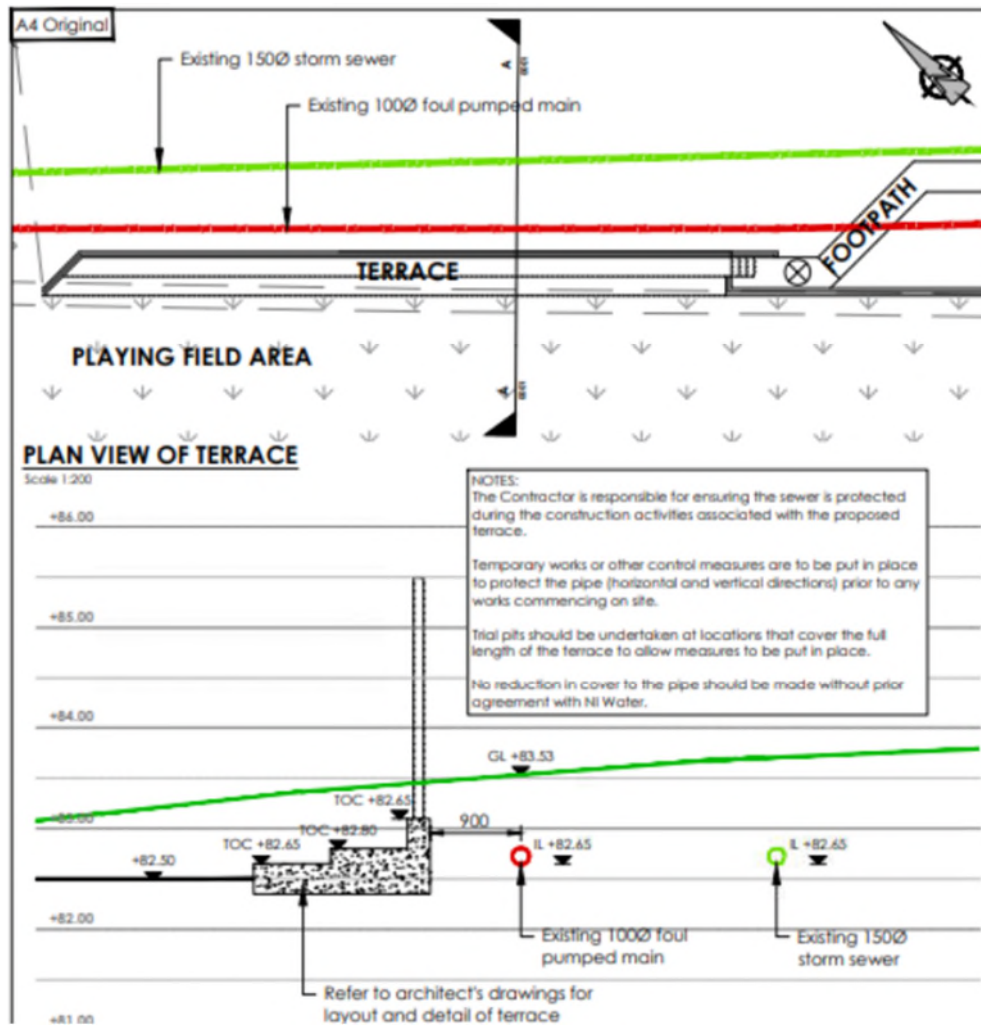 A4 Original
Existing 150Ø storm sewer
A
Existing 100Ø foul pumped main
FOOTPATH
TERRACE
PLAYING FIELD AREA
A
PLAN VIEW OF TERRACE
Scale 1:200
NOTES:
The Contractor is responsible for ensuring the sewer is protected
during the construction activities associated with the proposed
terrace.
Temporary works or other control measures are to be put in place
to protect the pipe (horizontal and vertical directions) prior to any
works commencing on site.
Trial pits should be undertaken at locations that cover the full
length of the terrace to allow measures to be put in place.
No reduction in cover to the pipe should be made without prior
agreement with NI Water.
+86.00
+85.00
+84.00
GL +83.53
TOC +82.65
+83.00
900
TOC +82.80
TOC +82.65
IL +82.65
IL +82.65
+82.50
+82.00
Existing 100Ø foul
pumped main
Existing 150Ø
storm sewer
Refer to architect's drawings for
layout and detail of terrace
+81.00